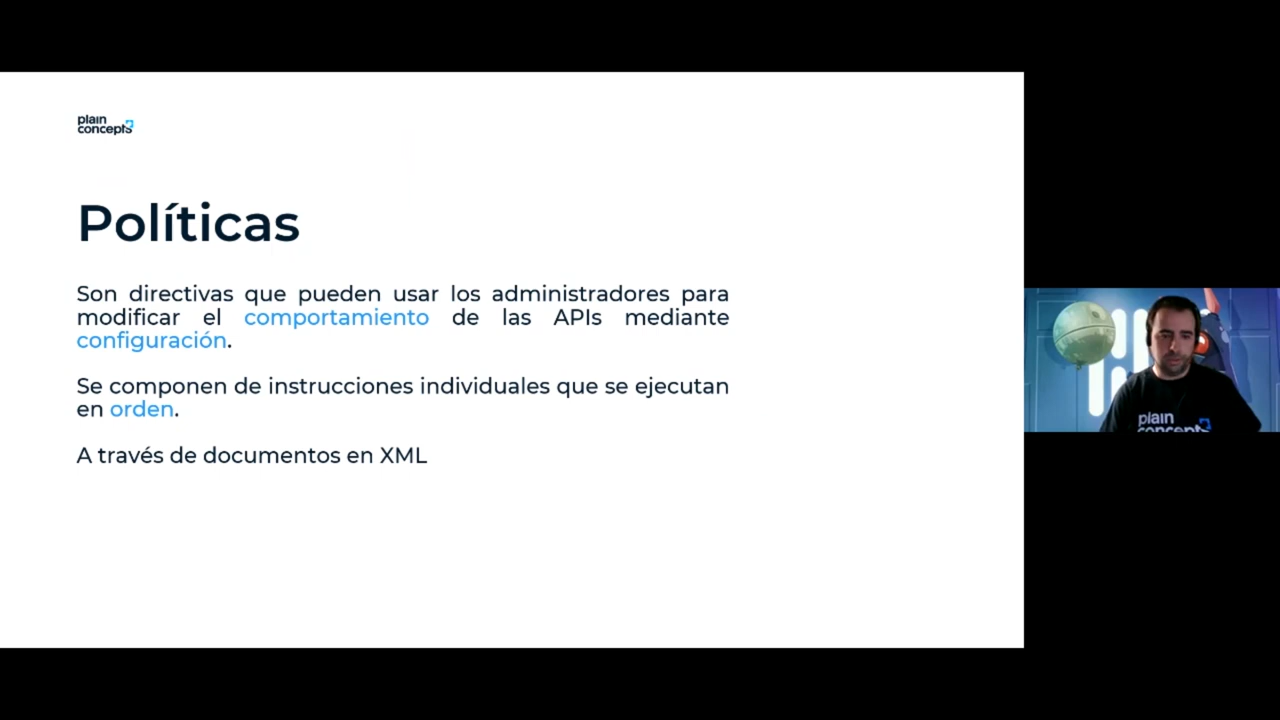 plain
concepts
Políticas
Son directivas que pueden usar los administradores para
modificar el comportamiento de las APIs mediante
configuración.
Se componen de instrucciones individuales que se ejecutan
en orden.
A través de documentos en XML
plain
concepts